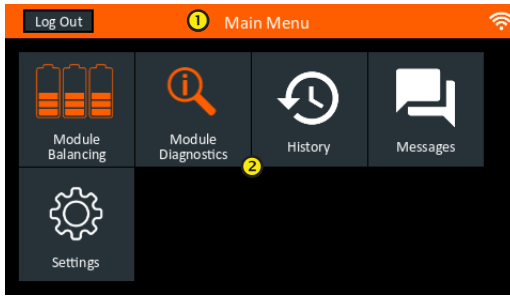 Log Out
1
Main Menu
Module
Balancing
Module
Diagnostics
History
Messages
2
Settings